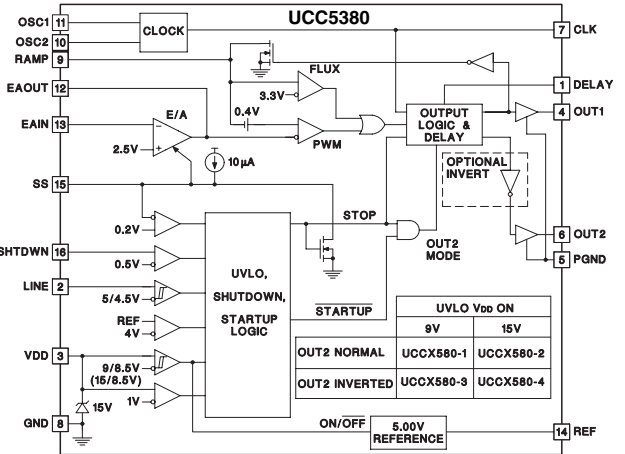 UCC5380
OSC1 11
OSC2 10
CLOCK
7 CLK
RAMP 9
FLUX
EAOUT 12
3.3V
1 DELAY
0.4V
OUTPUT
LOGIC &
DELAY
4 OUT1
EAIN 13
E/A
2.5V
PWM
10µA
OPTIONAL
INVERT
SS 15
STOP
0.2V
OUT2
MODE
6 OUT2
SHTDWN 16
0.5V
5 PGND
LINE 2
5/4.5V
UVLO,
SHUTDOWN,
STARTUP
LOGIC
STARTUP
REF
4V
UVLO VDD ON
9V 15V
OUT2 NORMAL UCCX580-1 UCCX580-2
OUT2 INVERTED UCCX580-3 UCCX580-4
VDD 3
9/8.5V
(15/8.5V)
15V
1V
GND 8
ON/OFF
5.00V
REFERENCE
14 REF